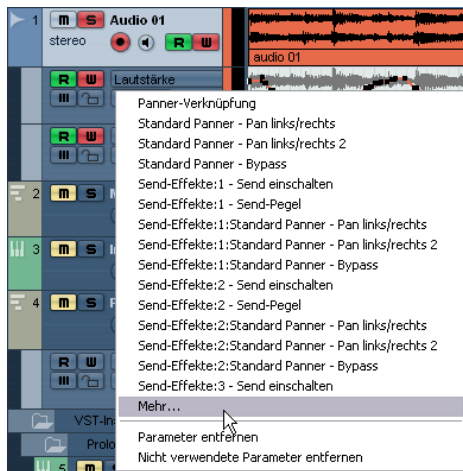 1 m S Audio 01
stereo R W
audio 01
R W Lautstärke
R W
2 m S
3 m S
4 m S
R W
VST-In
Prolo
5 m
Panner-Verknüpfung
Standard Panner - Pan links/rechts
Standard Panner - Pan links/rechts 2
Standard Panner - Bypass
Send-Effekte:1 - Send einschalten
Send-Effekte:1 - Send-Pegel
Send-Effekte:1:Standard Panner - Pan links/rechts
Send-Effekte:1:Standard Panner - Pan links/rechts 2
Send-Effekte:1:Standard Panner - Bypass
Send-Effekte:2 - Send einschalten
Send-Effekte:2 - Send-Pegel
Send-Effekte:2:Standard Panner - Pan links/rechts
Send-Effekte:2:Standard Panner - Pan links/rechts 2
Send-Effekte:2:Standard Panner - Bypass
Send-Effekte:3 - Send einschalten
Mehr...
Parameter entfernen
Nicht verwendete Parameter entfernen